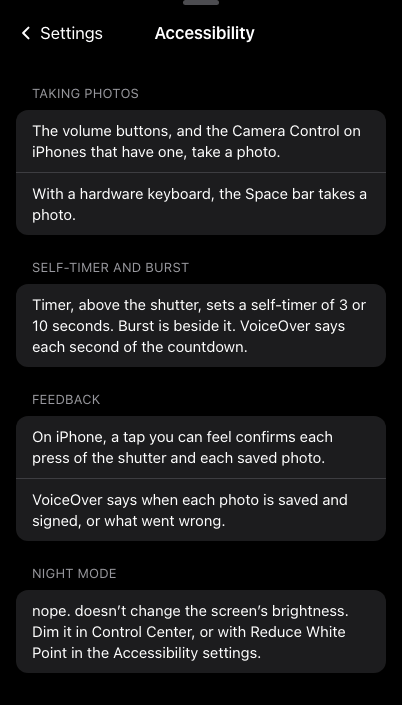 Settings
Accessibility
TAKING PHOTOS
The volume buttons, and the Camera Control on
iPhones that have one, take a photo.
With a hardware keyboard, the Space bar takes a
photo.
SELF-TIMER AND BURST
Timer, above the shutter, sets a self-timer of 3 or
10 seconds. Burst is beside it. VoiceOver says
each second of the countdown.
FEEDBACK
On iPhone, a tap you can feel confirms each
press of the shutter and each saved photo.
VoiceOver says when each photo is saved and
signed, or what went wrong.
NIGHT MODE
nope. doesn’t change the screen’s brightness.
Dim it in Control Center, or with Reduce White
Point in the Accessibility settings.